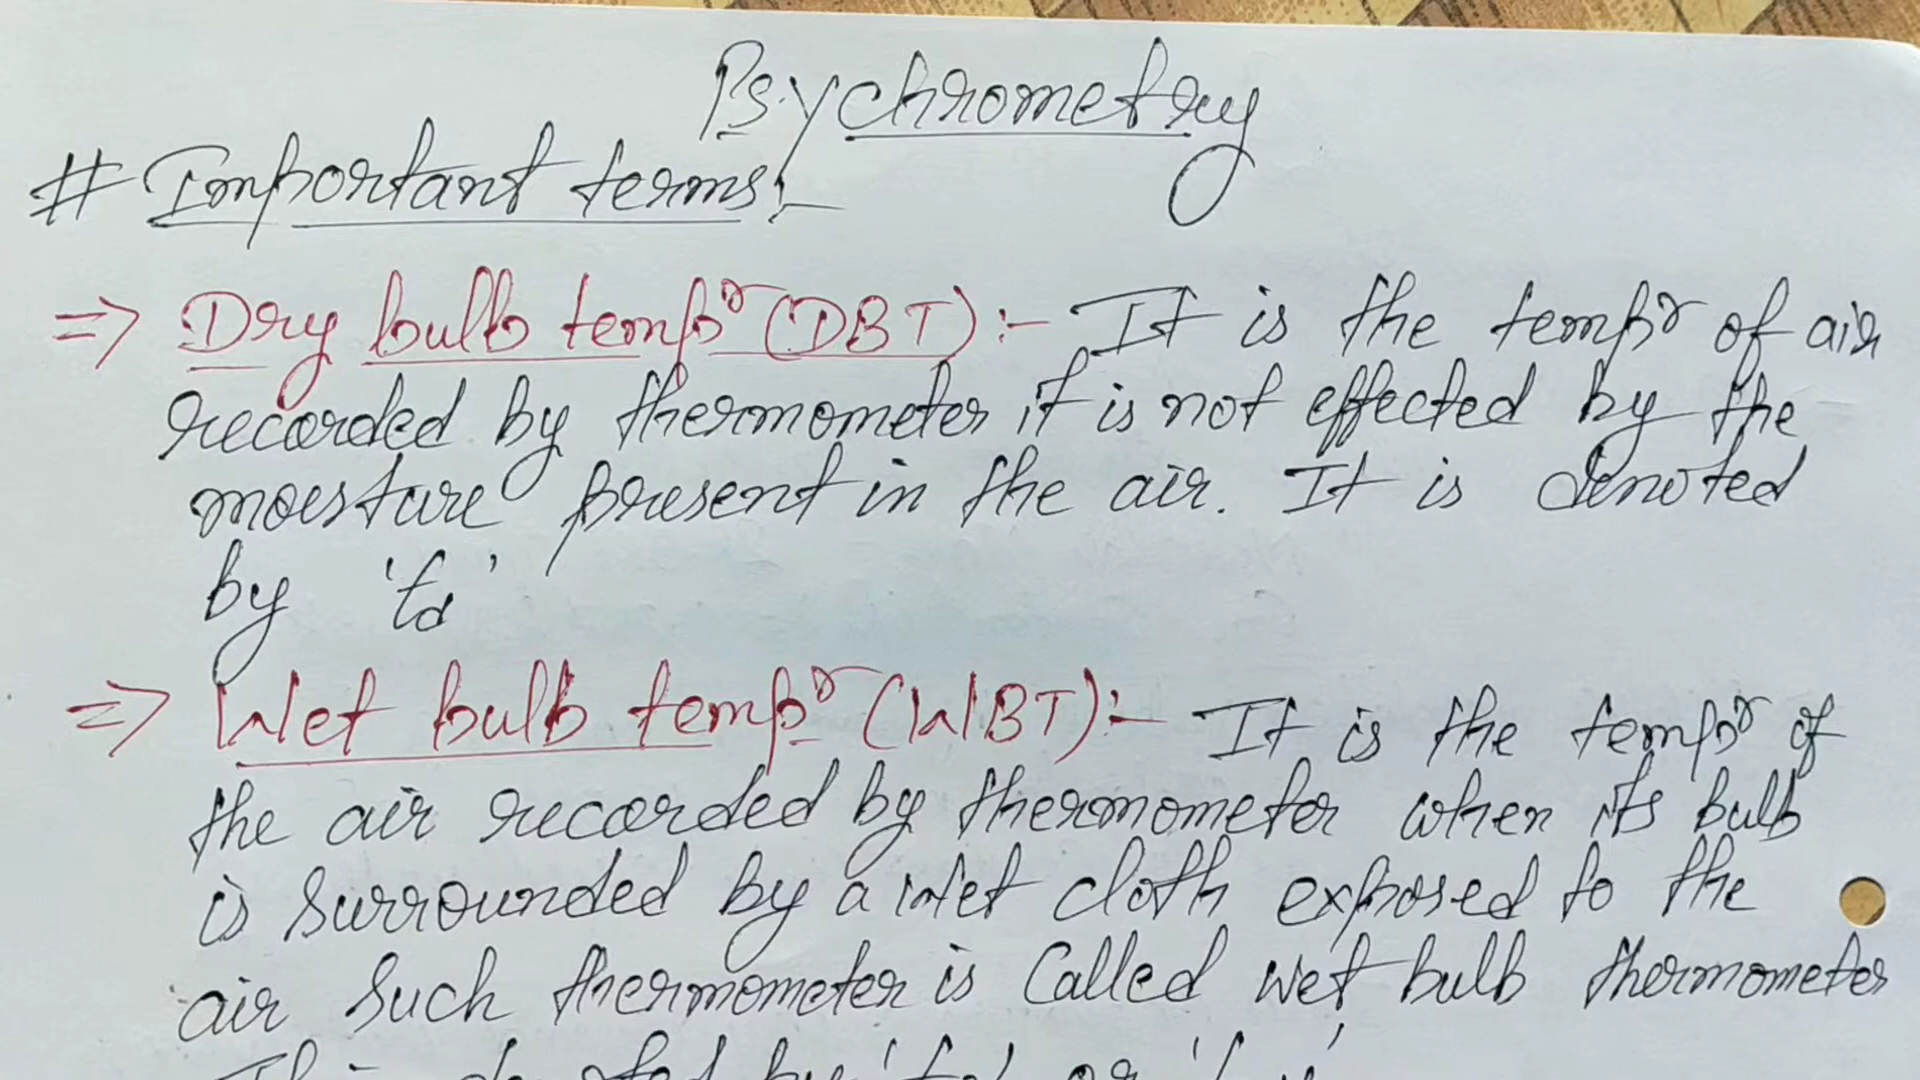 Psychrometry
# Important terms:-
=> Dry bulb tempr (DBT):- It is the tempr of air
recorded by thermometer it is not effected by the
moisture present in the air. It is denoted
by 'td'
=> Wet bulb tempr (WBT):- It is the tempr of
the air recorded by thermometer when its bulb
is surrounded by a wet cloth exposed to the
air such thermometer is Called wet bulb thermometer